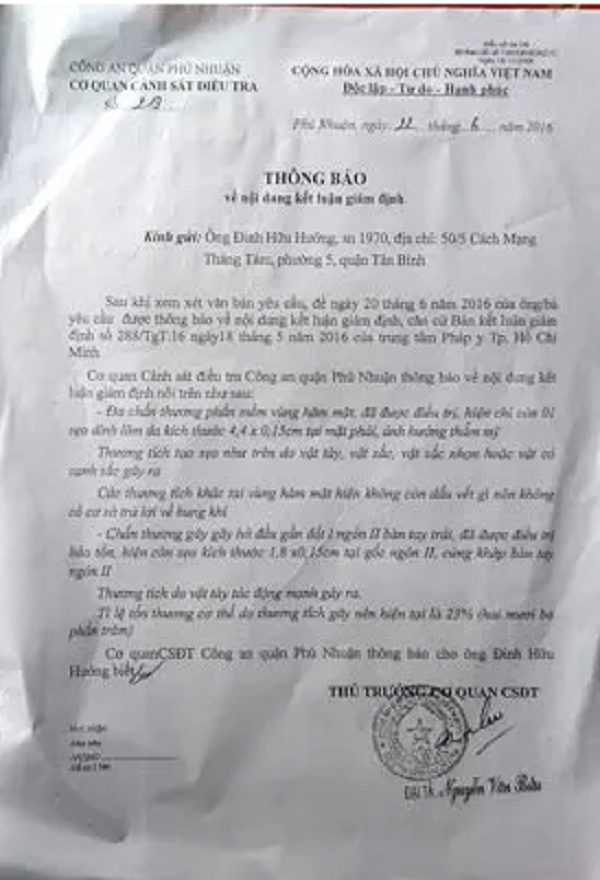 CÔNG AN QUẬN PHÚ NHUẬN
CƠ QUAN CẢNH SÁT ĐIỀU TRA
CỘNG HÒA XÃ HỘI CHỦ NGHĨA VIỆT NAM
Độc lập - Tự do - Hạnh phúc
Phú Nhuận, ngày 22 tháng 6 năm 2016
THÔNG BÁO
về nội dung kết luận giám định
Kính gửi: Ông Đinh Hữu Hướng, sn 1970, địa chỉ: 50/5 Cách Mạng
Tháng Tám, phường 5, quận Tân Bình
Sau khi xem xét văn bản yêu cầu, đề ngày 20 tháng 6 năm 2016 của ông/bà
yêu cầu được thông báo về nội dung kết luận giám định, căn cứ Bản kết luận giám
định số 288/TgT.16 ngày18 tháng 5 năm 2016 của trung tâm Pháp y Tp. Hồ Chí
Minh
Cơ quan Cảnh sát điều tra Công an quận Phú Nhuận thông báo về nội dung kết
luận giám định nói trên như sau:
- Đa chấn thương phần mềm vùng hàm mặt, đã được điều trị, hiện chỉ còn 01
sẹo dính lõm da kích thước 4,4 x 0,15cm tại mặt phải, ảnh hưởng thẩm mỹ
Thương tích tạo sẹo như trên do vật tày, vật sắc, vật sắc nhọn hoặc vật có
cạnh sắc gây ra
Các thương tích khác tại vùng hàm mặt hiện không còn dấu vết gì nên không
có cơ sở trả lời về hung khí
- Chấn thương gây gãy hở đầu gần đốt I ngón II bàn tay trái, đã được điều trị
bảo tồn, hiện còn sẹo kích thước 1,8 x0,15cm tại gốc ngón II, cứng khớp bàn tay
ngón II
Thương tích do vật tày tác động mạnh gây ra.
Tỉ lệ tổn thương cơ thể do thương tích gây nên hiện tại là 23% (hai mươi ba
phần trăm)
Cơ quanCSĐT Công an quận Phú Nhuận thông báo cho ông Đinh Hữu
Hướng biết
THỦ TRƯỞNG CƠ QUAN CSĐT
Đại Tá Nguyễn Văn